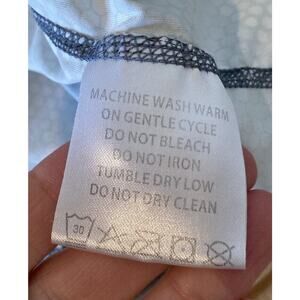 MACHINE WASH WARM
ON GENTLE CYCLE
DO NOT BLEACH
DO NOT IRON
TUMBLE DRY LOW
DO NOT DRY CLEAN
30